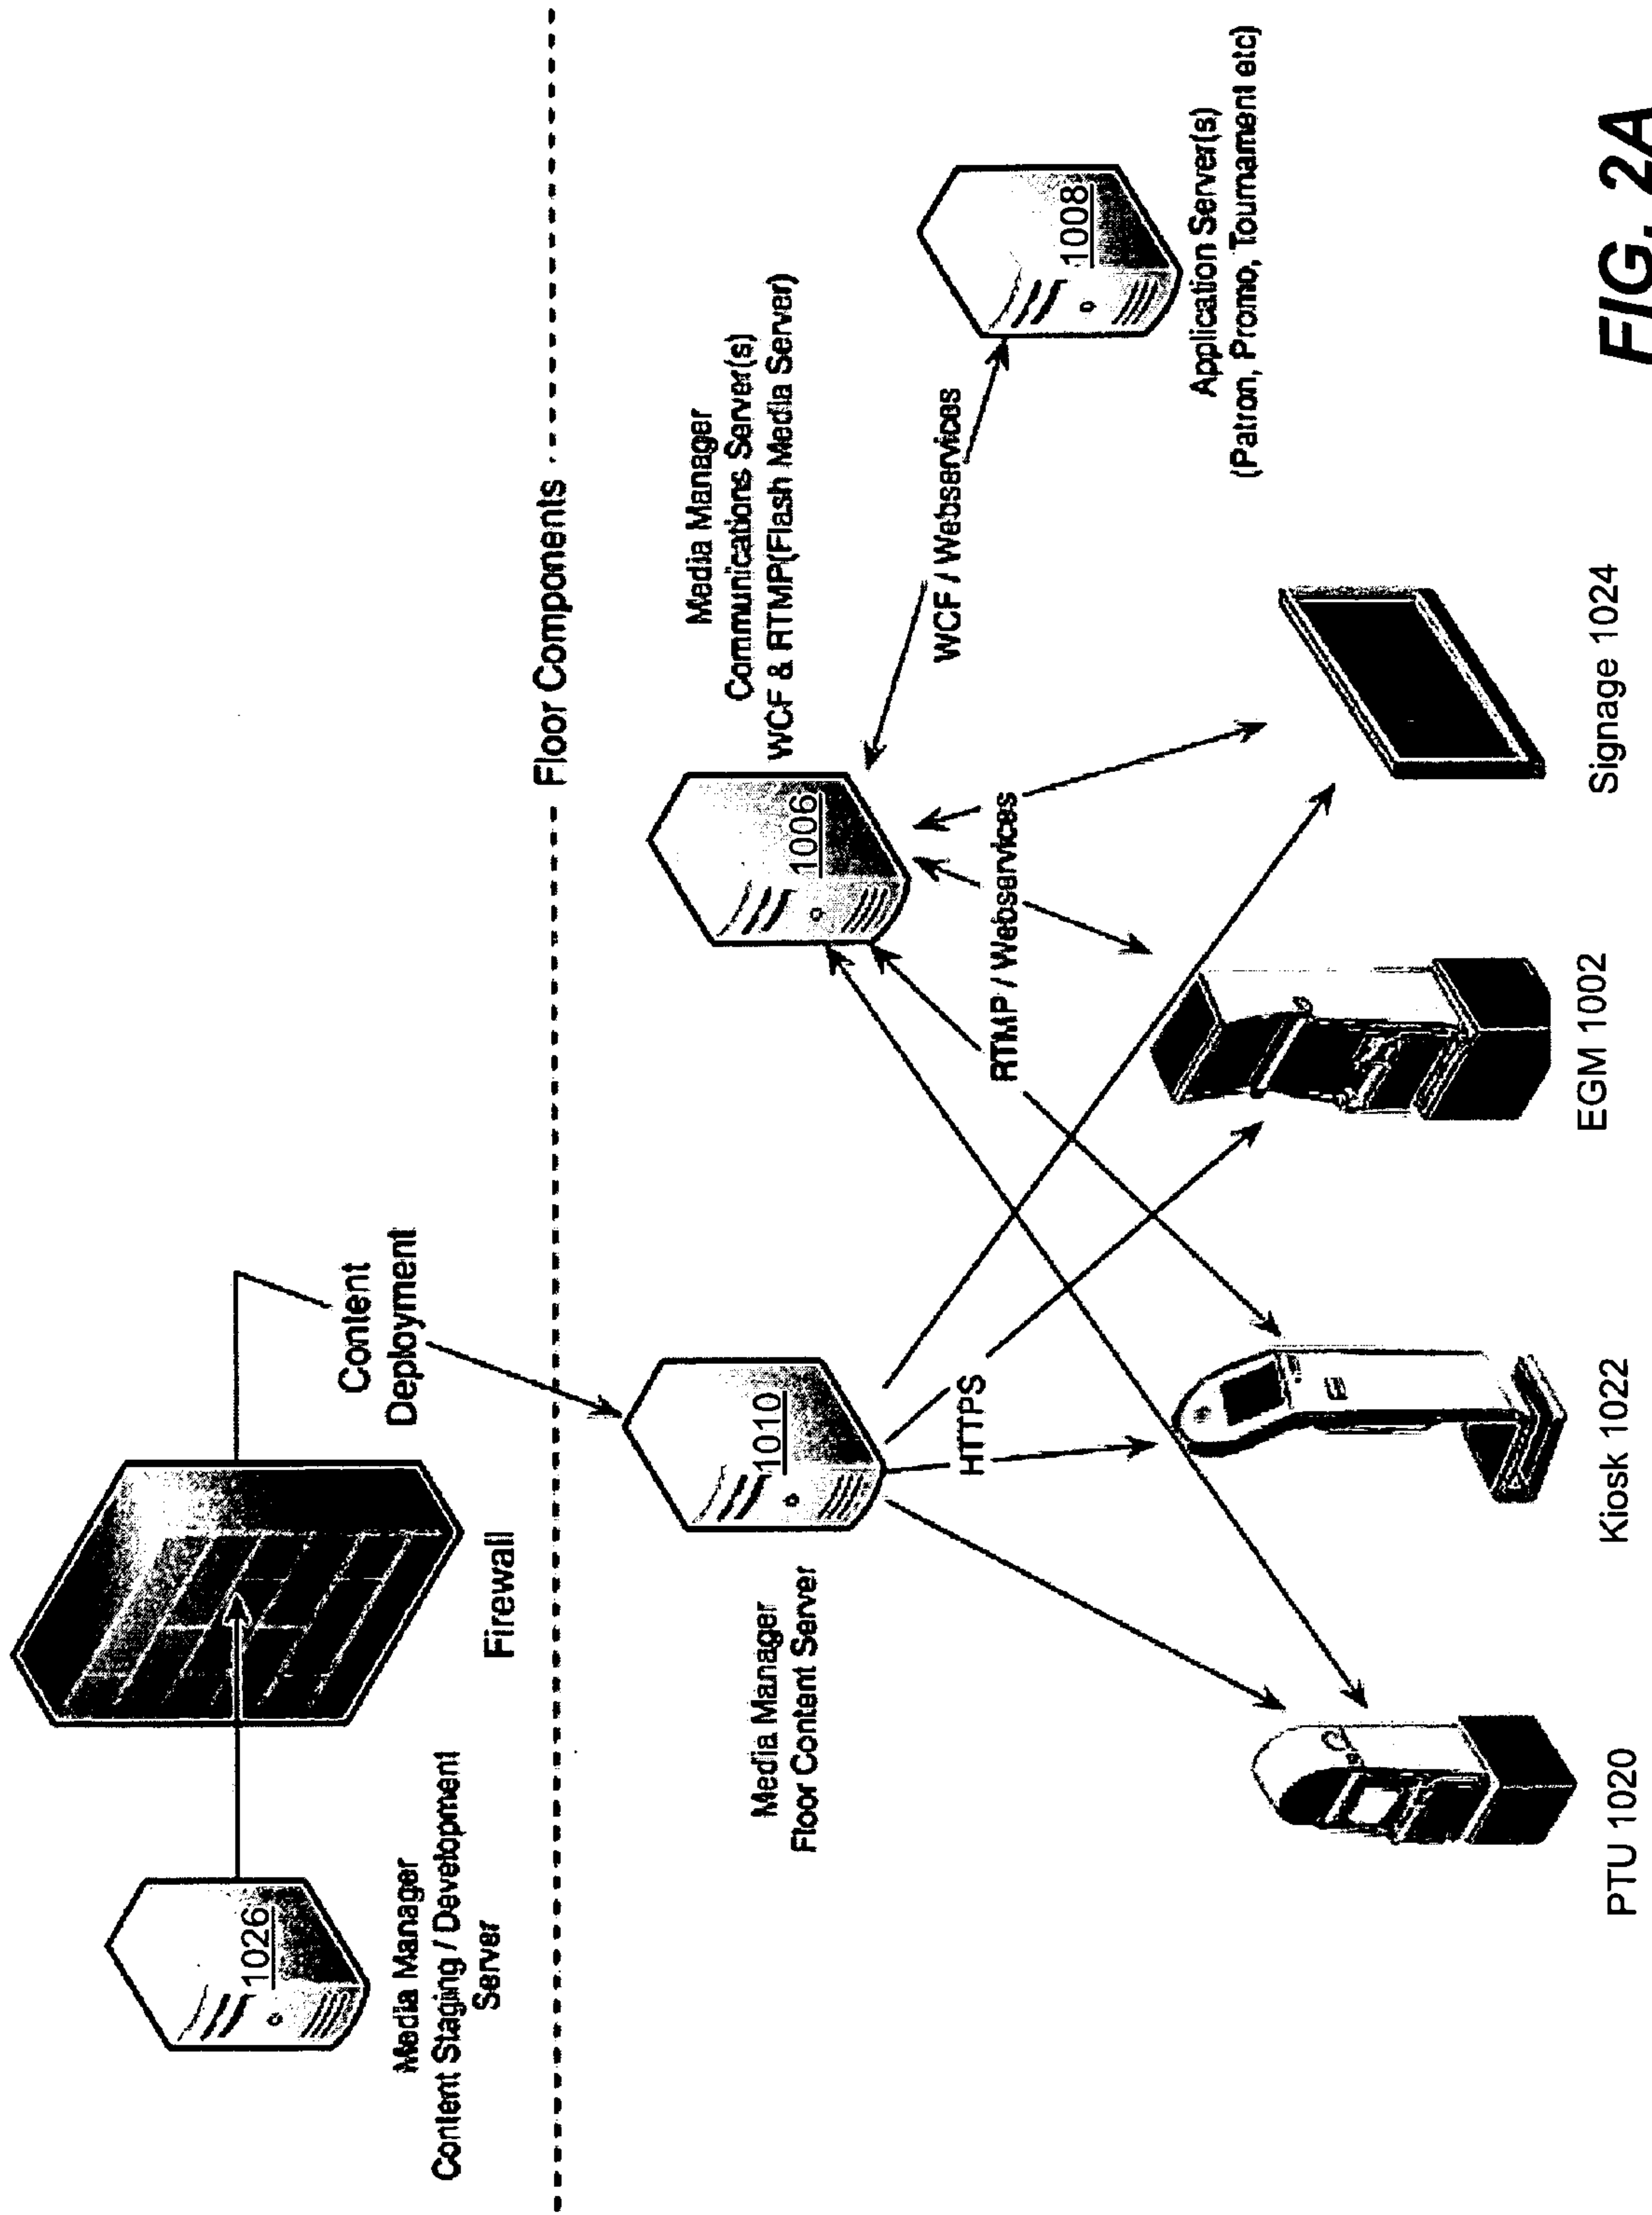 1026
Media Manager
Content Staging / Development
Server
Firewall
Content
Deployment
Floor Components
1010
Media Manager
Floor Content Server
1006
Media Manager
Communications Server(s)
WCF & RTMP(Flash Media Server)
WCF / Webservices
1008
Application Server(s)
(Patron, Promo, Tournament etc)
HTTPS
RTMP / Webservices
PTU 1020
Kiosk 1022
EGM 1002
Signage 1024
FIG. 2A